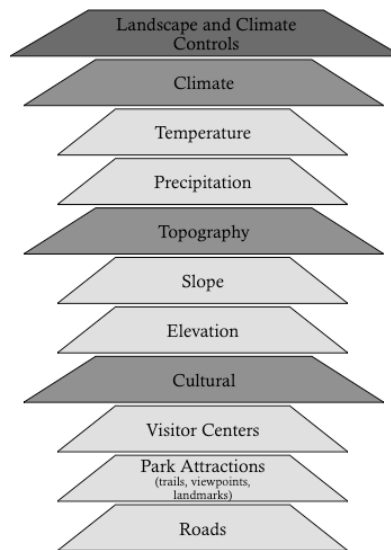 Landscape and Climate
Controls
Climate
Temperature
Precipitation
Topography
Slope
Elevation
Cultural
Visitor Centers
Park Attractions
(trails, viewpoints,
landmarks)
Roads